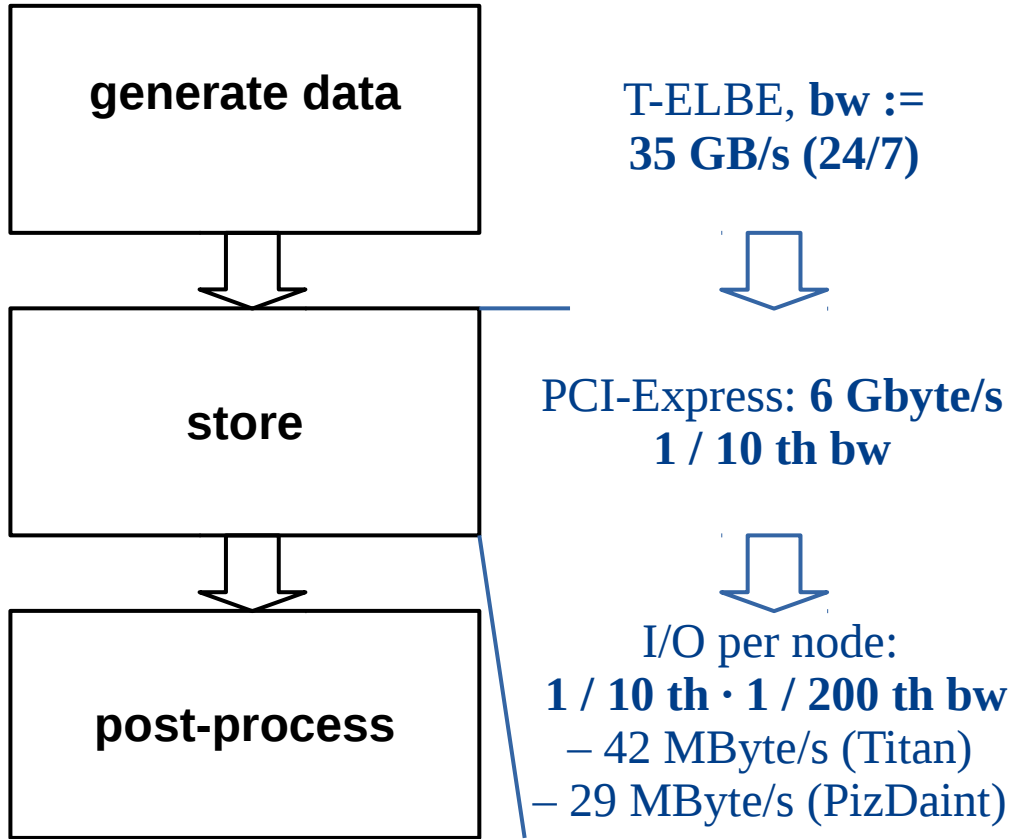 generate data
T-ELBE, bw :=
35 GB/s (24/7)
store
PCI-Express: 6 Gbyte/s
1 / 10 th bw
post-process
I/O per node:
1 / 10 th · 1 / 200 th bw
– 42 MByte/s (Titan)
– 29 MByte/s (PizDaint)